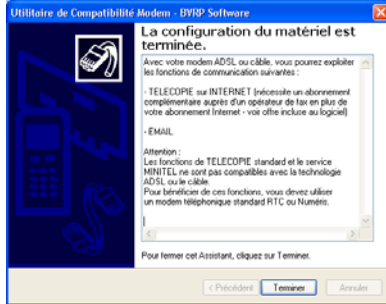 Utilitaire de Compatibilité Modem - BVRP Software
La configuration du matériel est
terminée.
Avec votre modem ADSL ou câble, vous pourrez exploiter
les fonctions de communication suivantes :
- TELECOPIE sur INTERNET (nécessite un abonnement
complémentaire auprès d'un opérateur de fax en plus de
votre abonnement Internet - voir offre incluse au logiciel)
- EMAIL
Attention :
Les fonctions de TELECOPIE standard et le service
MINITEL ne sont pas compatibles avec la technologie
ADSL ou le câble.
Pour bénéficier de ces fonctions, vous devez utiliser
un modem téléphonique standard RTC ou Numéris.
Pour fermer cet Assistant, cliquez sur Terminer.
< Précédent
Terminer
Annuler